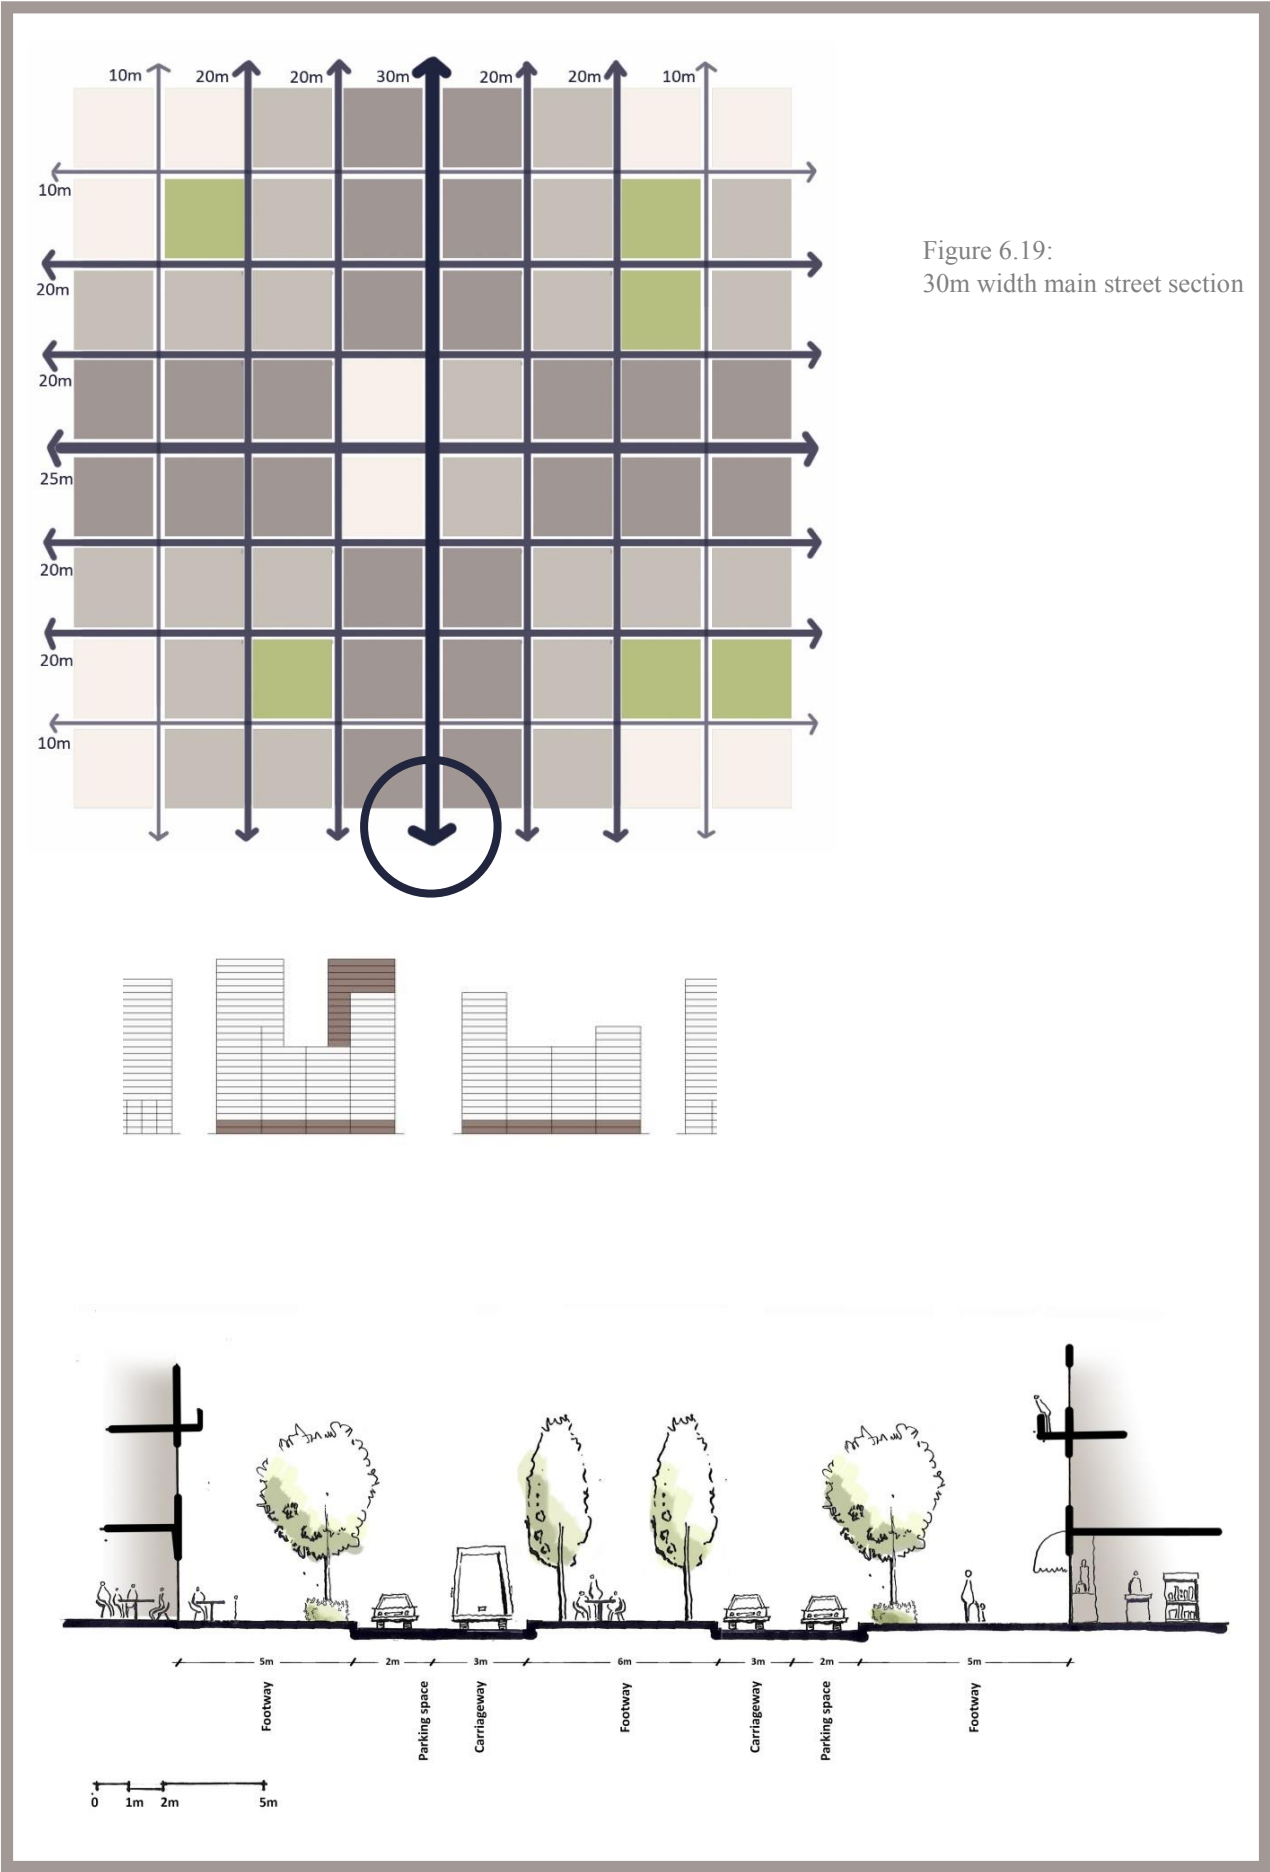 10m 20m 20m 30m 20m 20m 10m
10m
20m
20m
25m
20m
20m
10m
Figure 6.19:
30m width main street section
5m 2m 3m 6m 3m 2m 5m
Footway Parking space Carriageway Footway Carriageway Parking space Footway
0 1m 2m 5m